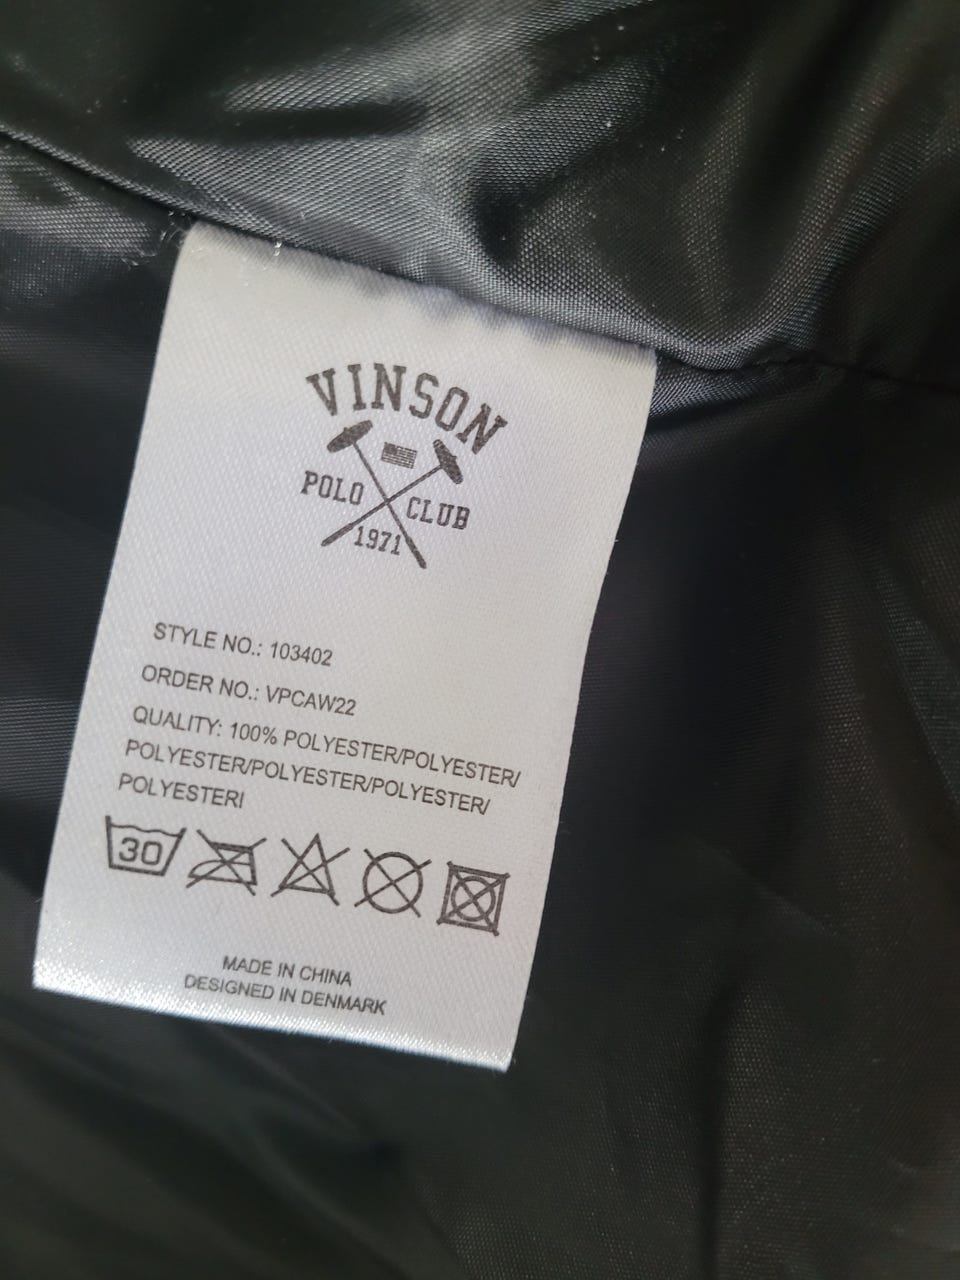 VINSON
POLO CLUB
1971
STYLE NO.: 103402
ORDER NO.: VPCAW22
QUALITY: 100% POLYESTER/POLYESTER/
POLYESTER/POLYESTER/POLYESTER/
POLYESTERI
30
MADE IN CHINA
DESIGNED IN DENMARK